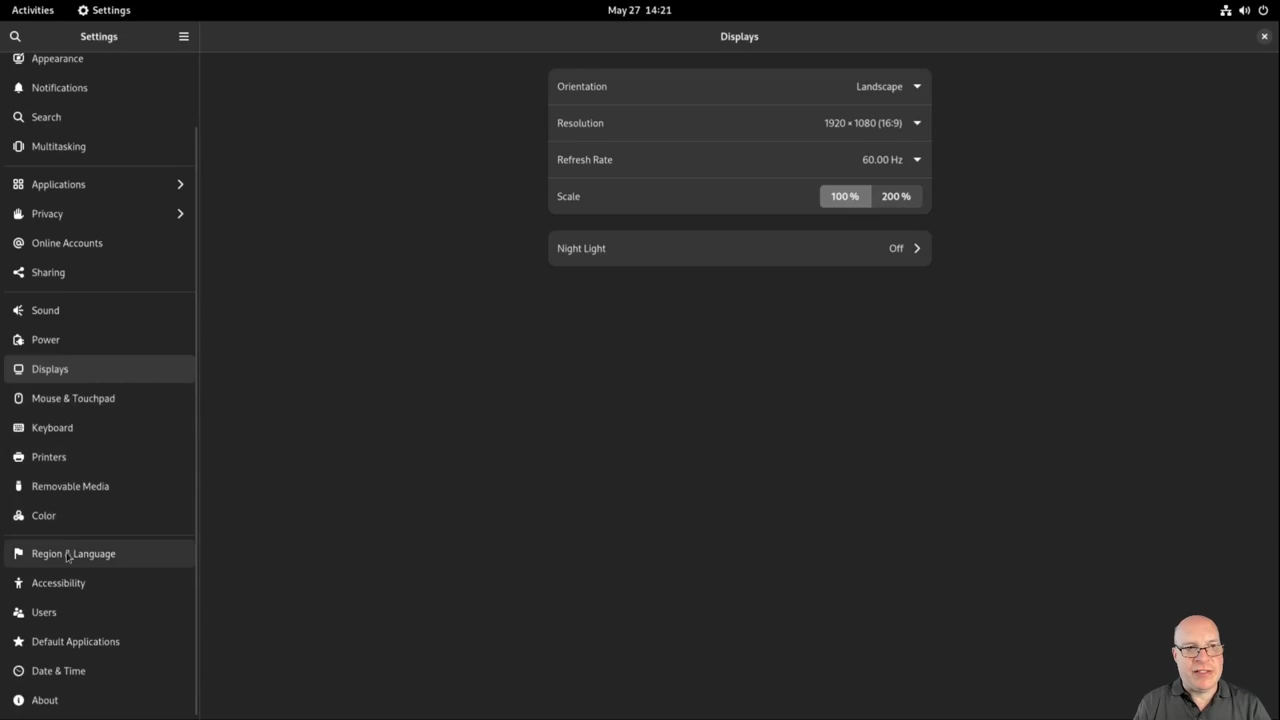 Activities Settings May 27 14:21
Settings Displays
Appearance
Notifications
Search
Multitasking
Applications
Privacy
Online Accounts
Sharing
Sound
Power
Displays
Mouse & Touchpad
Keyboard
Printers
Removable Media
Color
Region & Language
Accessibility
Users
Default Applications
Date & Time
About
Orientation Landscape
Resolution 1920 × 1080 (16:9)
Refresh Rate 60.00 Hz
Scale 100 % 200 %
Night Light Off